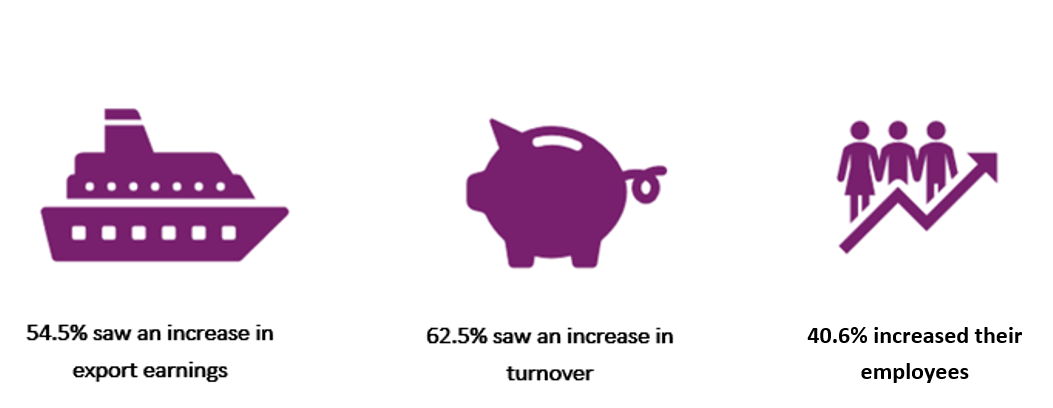 54.5% saw an increase in
export earnings
62.5% saw an increase in
turnover
40.6% increased their
employees